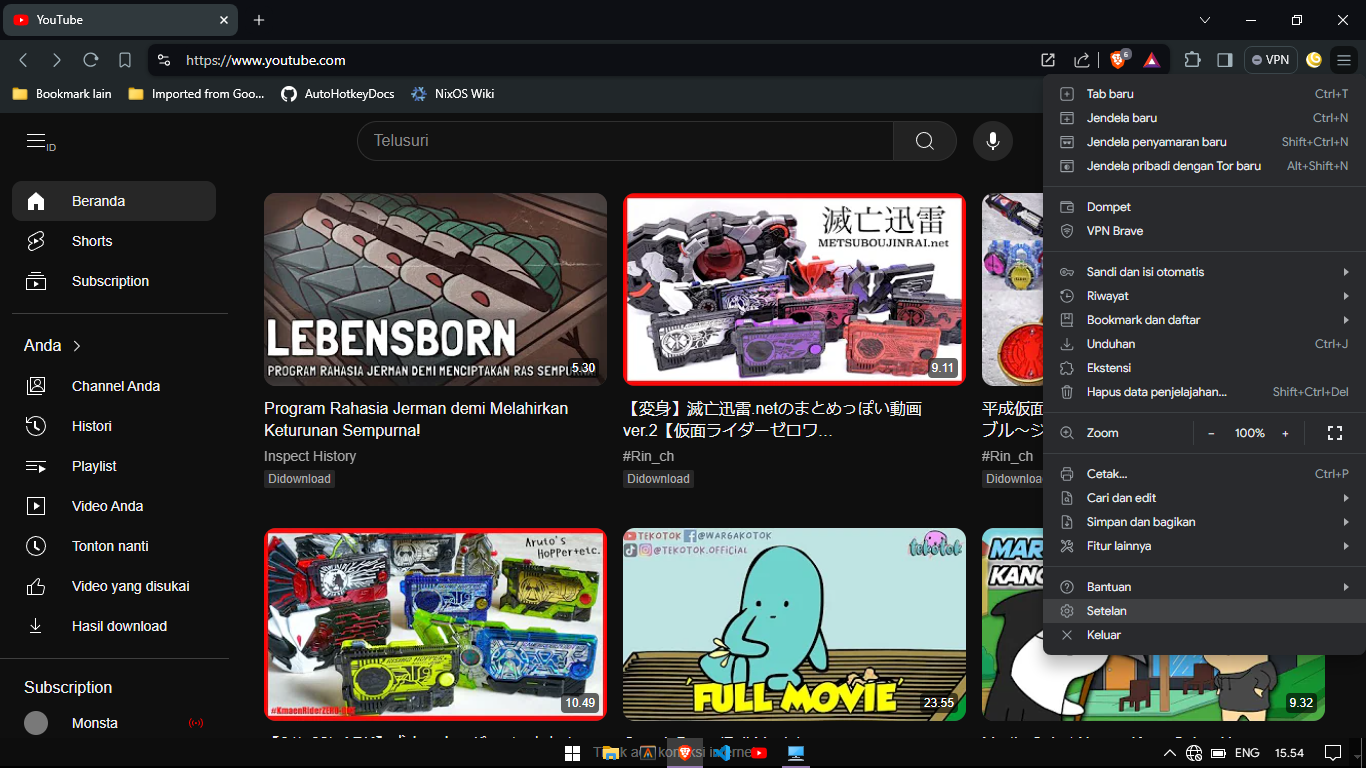 YouTube
https://www.youtube.com
6
VPN
Bookmark lain
Imported from Goo...
AutoHotkeyDocs
NixOS Wiki
ID
Telusuri
Beranda
Shorts
Subscription
Anda
Channel Anda
Histori
Playlist
Video Anda
Tonton nanti
Video yang disukai
Hasil download
Subscription
Monsta
LEBENSBORN
PROGRAM RAHASIA JERMAN DEMI MENCIPTAKAN RAS
5.30
Program Rahasia Jerman demi Melahirkan
Keturunan Sempurna!
Inspect History
Didownload
滅亡迅雷
METSUBOUJINRAI.net
9.11
【変身】滅亡迅雷.netのまとめっぽい動画
ver.2【仮面ライダーゼロワ...
#Rin_ch
Didownload
平成仮面
ブル〜ジ
#Rin_ch
Didownloa
Aruto's
HOPPER+etc.
10.49
TEKOTOK @WARGAKOTOK
@TEKOTOK.OFFICIAL
tekotok
'FULL MOVIE'
23.55
MAR
KANG
9.32
Tab baru Ctrl+T
Jendela baru Ctrl+N
Jendela penyamaran baru Shift+Ctrl+N
Jendela pribadi dengan Tor baru Alt+Shift+N
Dompet
VPN Brave
Sandi dan isi otomatis
Riwayat
Bookmark dan daftar
Unduhan Ctrl+J
Ekstensi
Hapus data penjelajahan... Shift+Ctrl+Del
Zoom - 100% +
Cetak... Ctrl+P
Cari dan edit
Simpan dan bagikan
Fitur lainnya
Bantuan
Setelan
Keluar
ENG
15.54